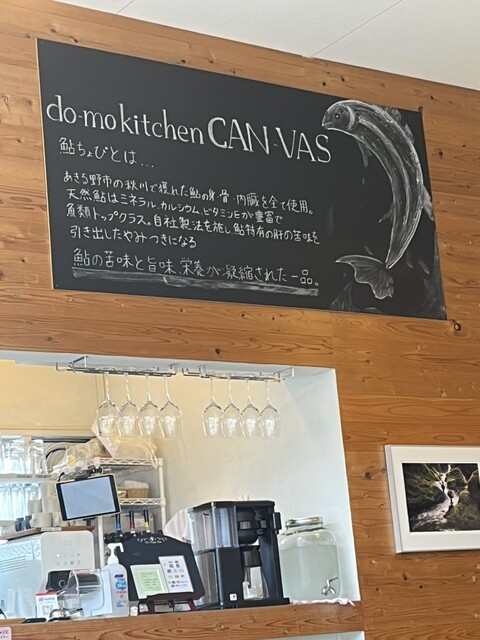 do-mo kitchen CAN-VAS
鮎ちょびとは...
あきる野市の秋川で獲れた鮎の身・骨・内臓を全て使用。
天然鮎はミネラル、カルシウム、ビタミンEが豊富で
魚類トップクラス。自社製法を施し鮎特有の肝の苦味を
引き出したやみつきになる
鮎の苦味と旨味、栄養が凝縮された一品。